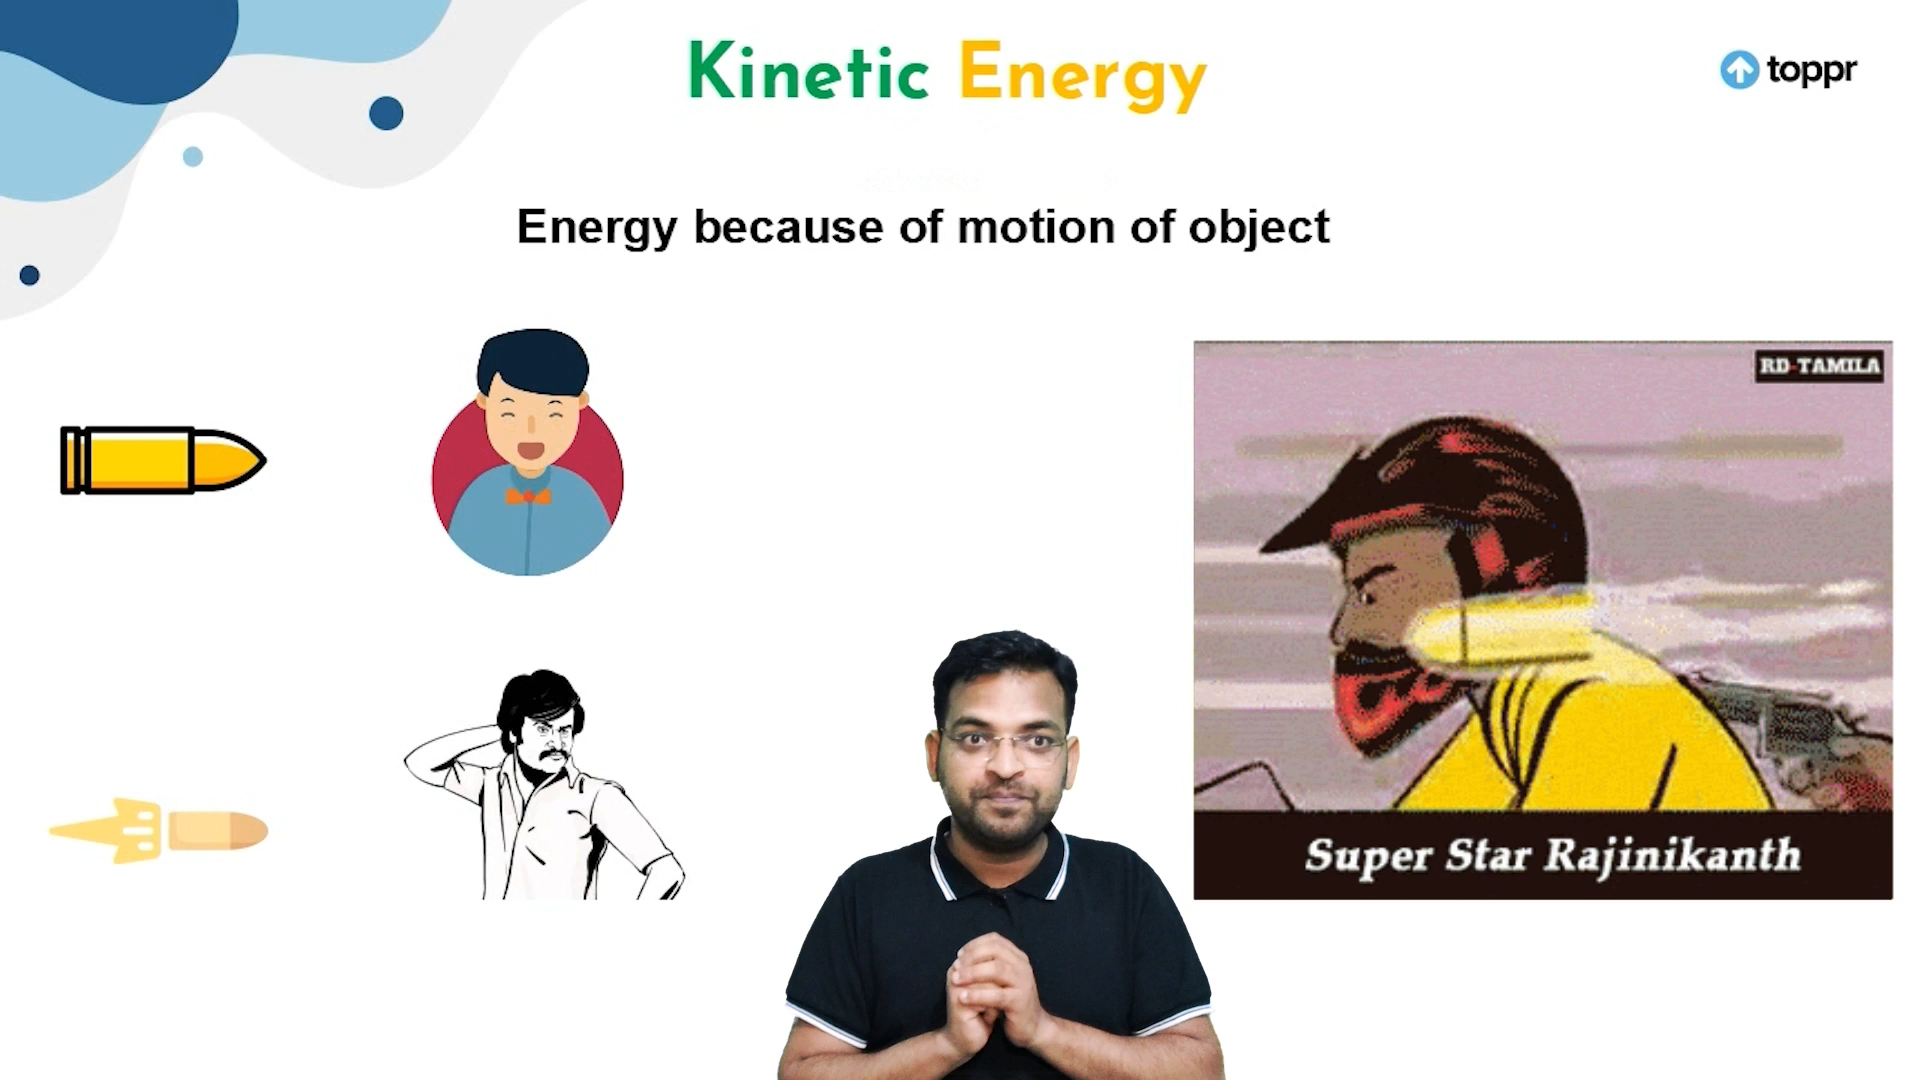 Kinetic Energy
toppr
Energy because of motion of object
RD-TAMILA
Super Star Rajinikanth